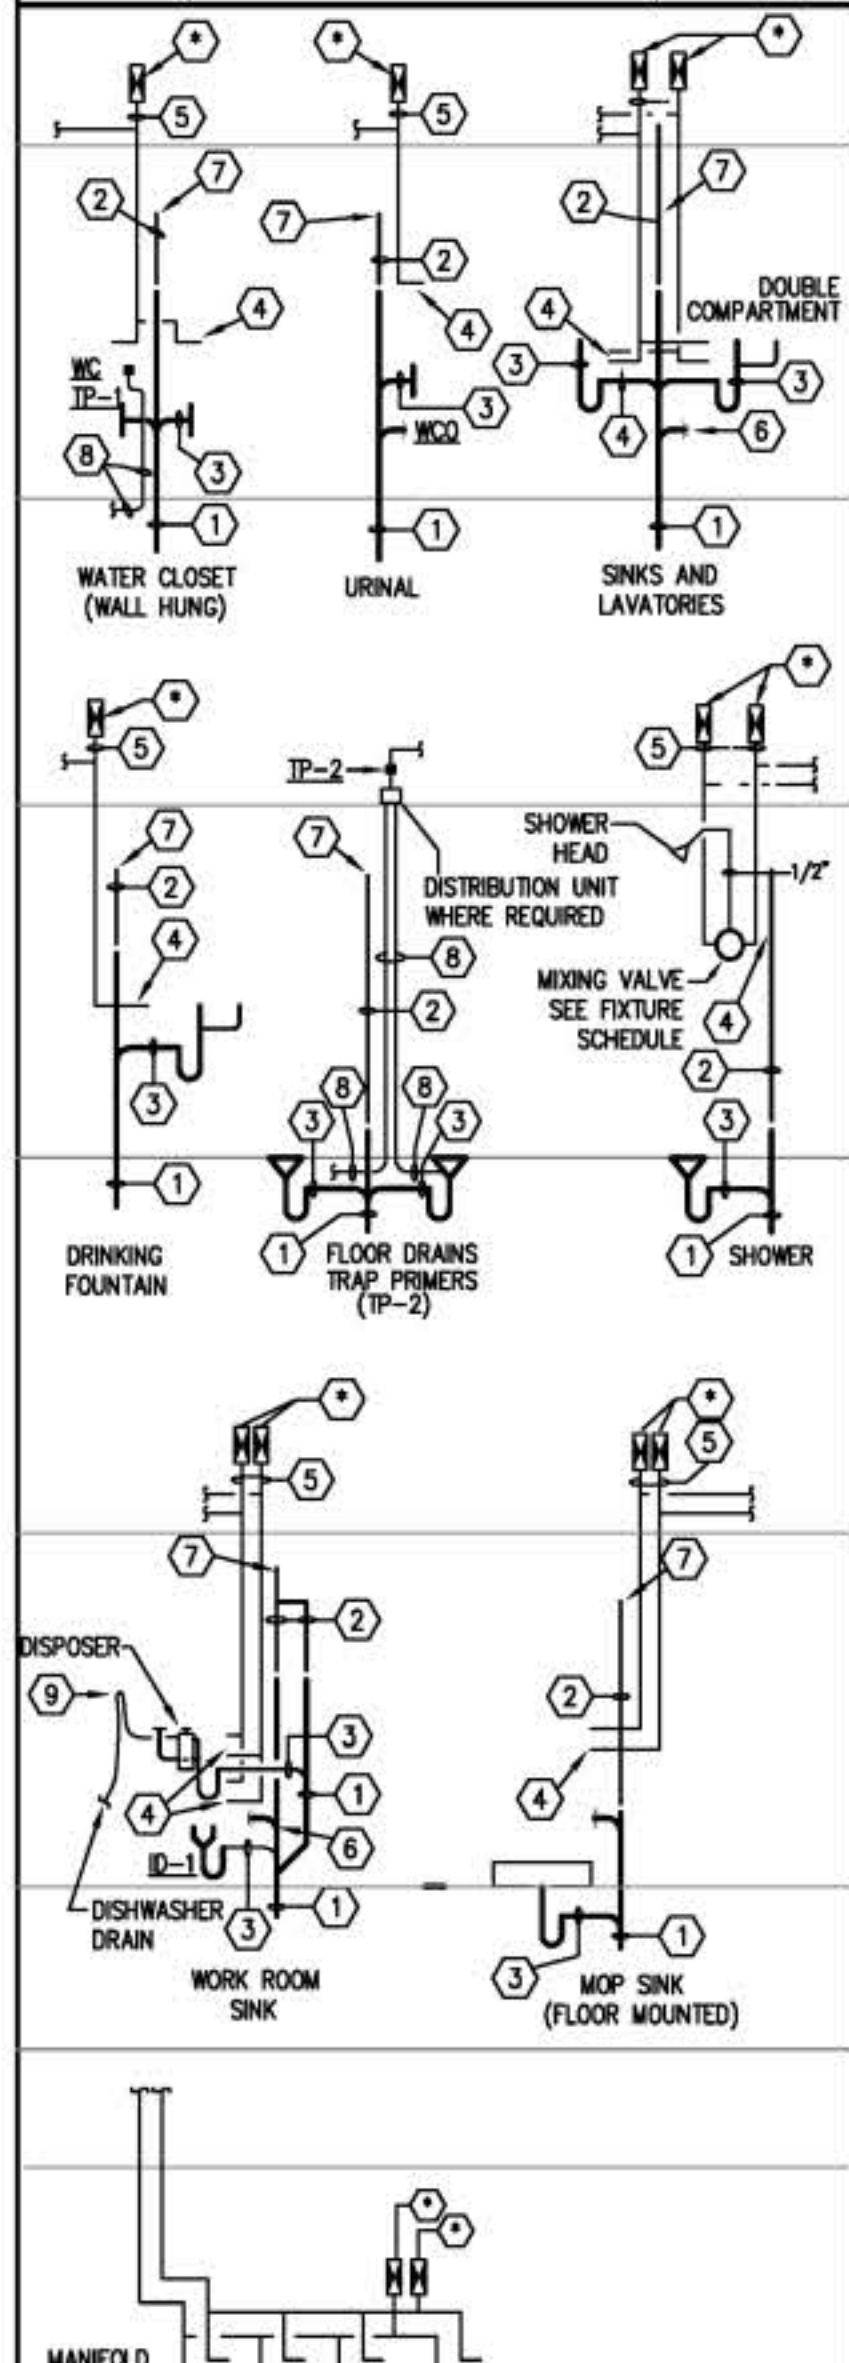 *
*
*
5
5
7
7
2
7
2
2
DOUBLE
COMPARTMENT
4
4
4
WC
TP-1
3
3
3
3
WCO
4
6
8
3
1
1
1
WATER CLOSET
(WALL HUNG)
URINAL
SINKS AND
LAVATORIES
*
*
5
5
TP-2
SHOWER
HEAD
7
7
1/2"
2
DISTRIBUTION UNIT
WHERE REQUIRED
4
8
MIXING VALVE
SEE FIXTURE
SCHEDULE
2
4
2
3
8
8
3
3
3
1
1
1
DRINKING
FOUNTAIN
FLOOR DRAINS
TRAP PRIMERS
(TP-2)
SHOWER
*
*
5
5
7
7
2
DISPOSER
9
2
3
4
1
4
6
ID-1
3
1
DISHWASHER
DRAIN
1
3
WORK ROOM
SINK
MOP SINK
(FLOOR MOUNTED)
*
*
MANIFOLD